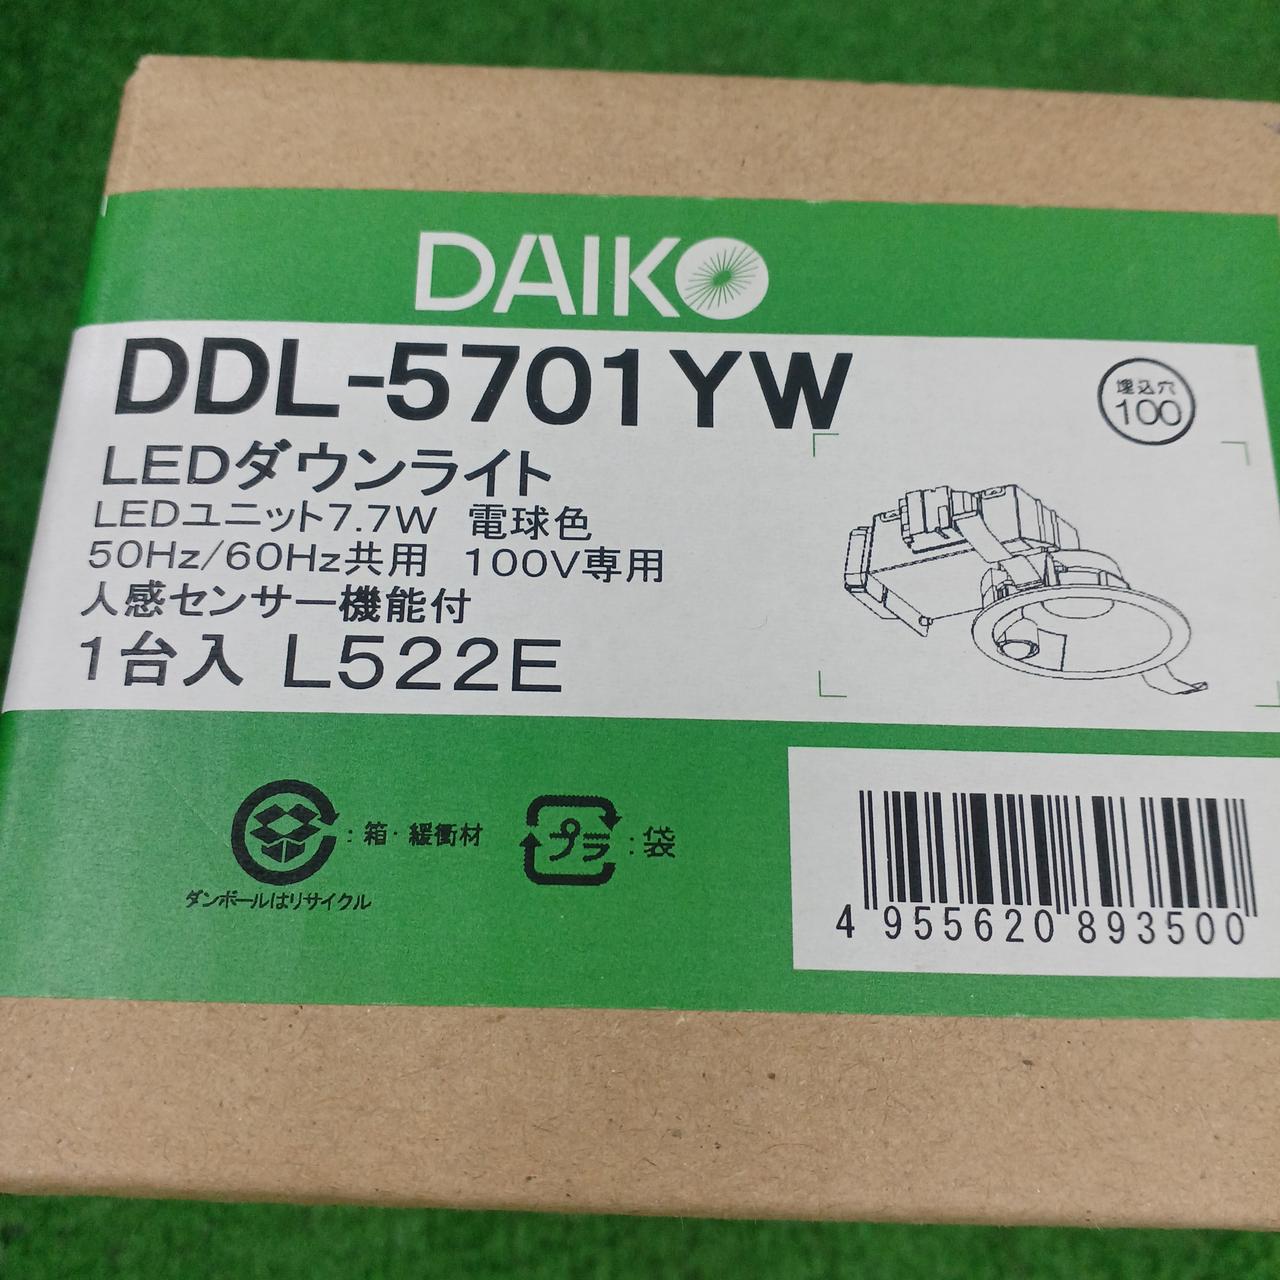 DAIKO
DDL-5701YW
埋込穴
100
LEDダウンライト
LEDユニット7.7W 電球色
50Hz/60Hz共用 100V専用
人感センサー機能付
1台入 L522E
：箱・緩衝材
ダンボールはリサイクル
プラ：袋
4 955620 893500